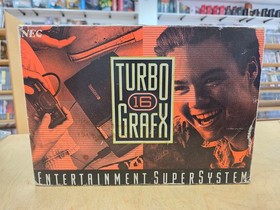 NEC
TURBO
16
GRAFX
ENTERTAINMENT SUPERSYSTEM